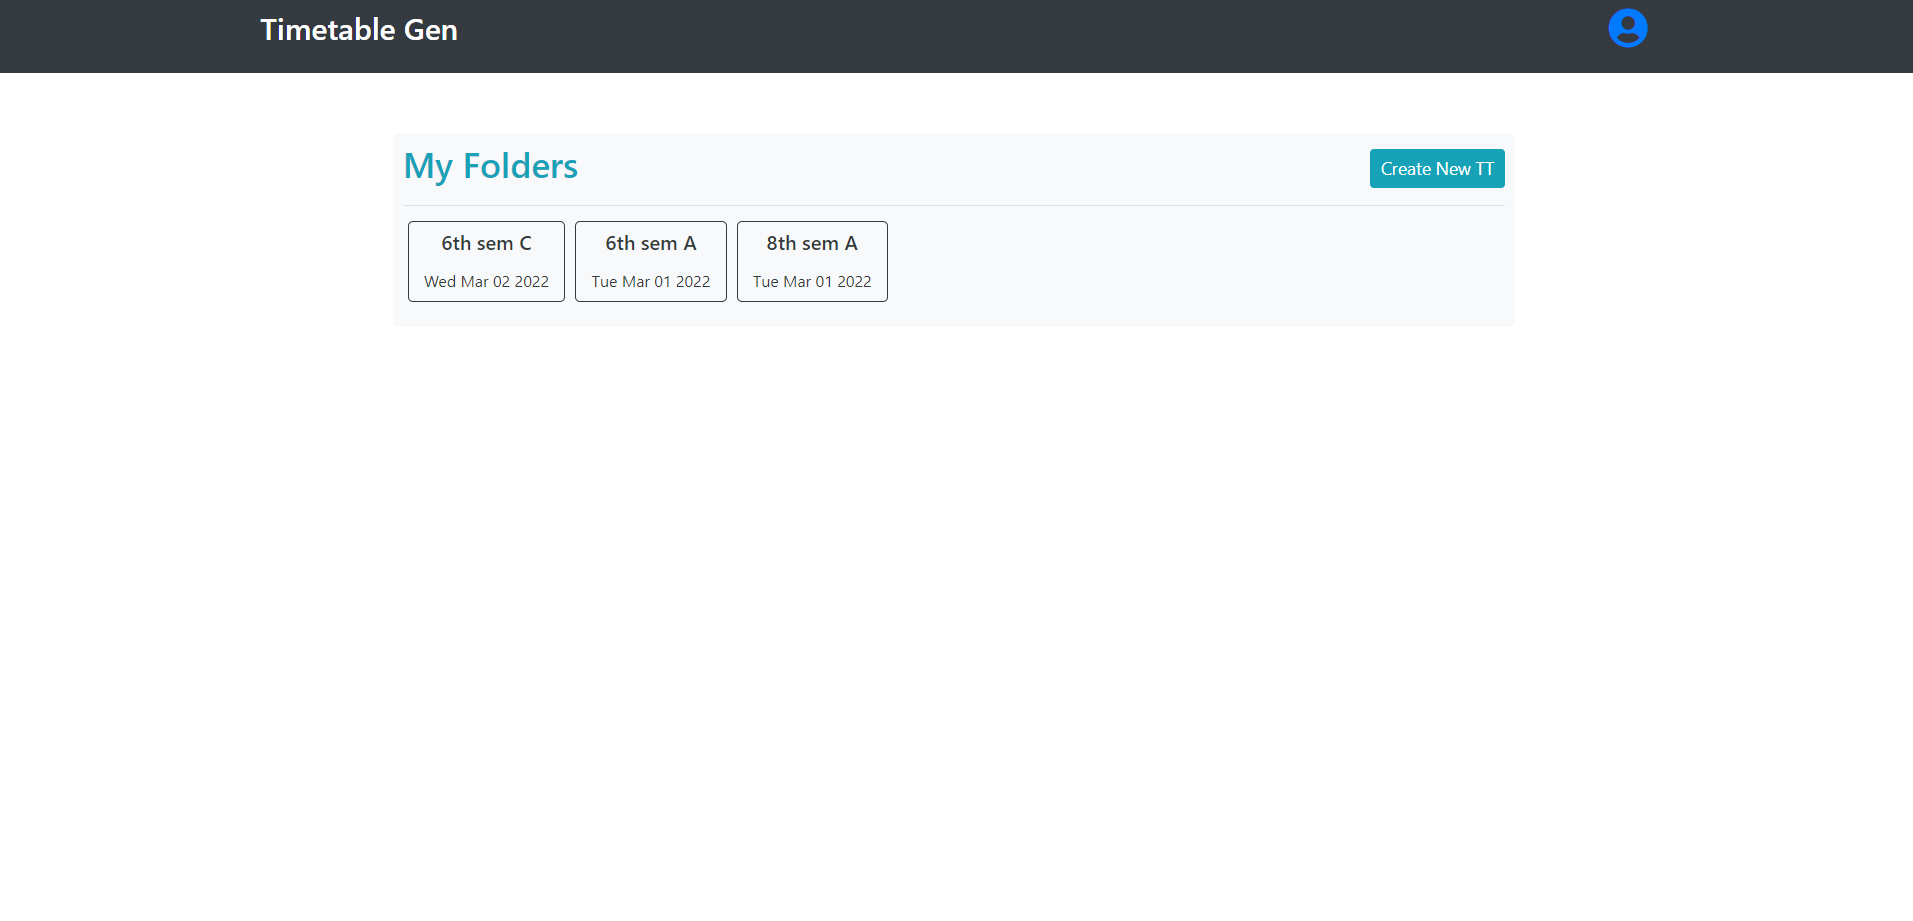 Timetable Gen
My Folders
Create New TT
6th sem C
Wed Mar 02 2022
6th sem A
Tue Mar 01 2022
8th sem A
Tue Mar 01 2022